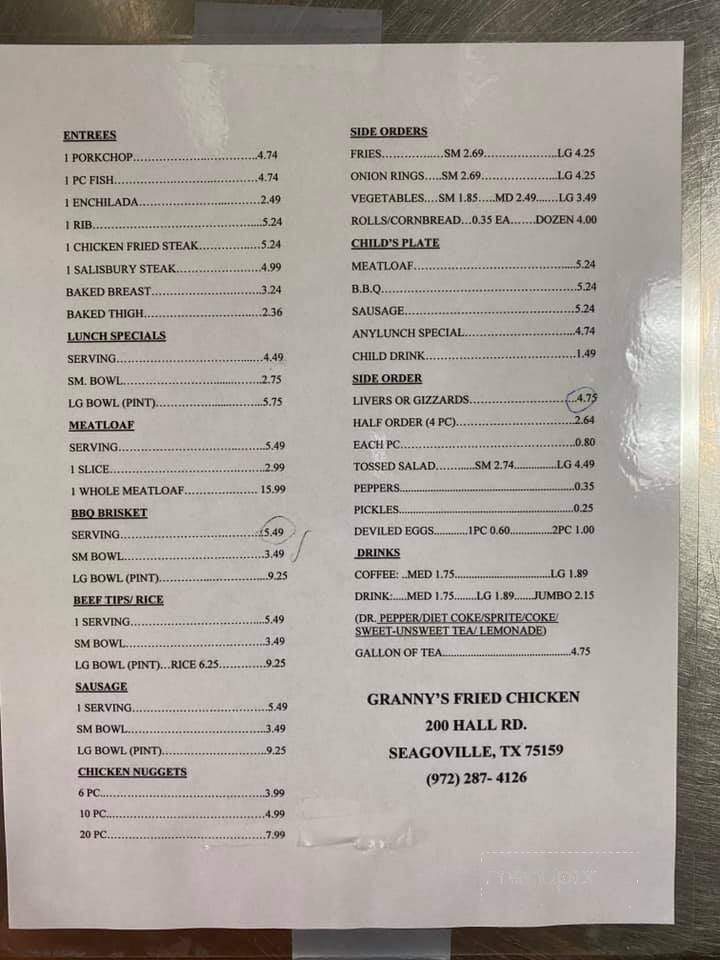 ENTREES
1 PORKCHOP..............................4.74
1 PC FISH..................................4.74
1 ENCHILADA............................2.49
1 RIB..........................................5.24
1 CHICKEN FRIED STEAK..............5.24
1 SALISBURY STEAK...................4.99
BAKED BREAST..........................3.24
BAKED THIGH............................2.36
LUNCH SPECIALS
SERVING...................................4.49
SM. BOWL.................................2.75
LG BOWL (PINT)..........................5.75
MEATLOAF
SERVING...................................5.49
1 SLICE.....................................2.99
1 WHOLE MEATLOAF.................. 15.99
BBQ BRISKET
SERVING...................................5.49
SM BOWL..................................3.49
LG BOWL (PINT)..........................9.25
BEEF TIPS/ RICE
1 SERVING.................................5.49
SM BOWL..................................3.49
LG BOWL (PINT)...RICE 6.25............9.25
SAUSAGE
1 SERVING.................................5.49
SM BOWL..................................3.49
LG BOWL (PINT)..........................9.25
CHICKEN NUGGETS
6 PC.........................................3.99
10 PC.......................................4.99
20 PC.......................................7.99
SIDE ORDERS
FRIES...............SM 2.69..................LG 4.25
ONION RINGS.....SM 2.69..................LG 4.25
VEGETABLES....SM 1.85.....MD 2.49.....LG 3.49
ROLLS/CORNBREAD...0.35 EA.......DOZEN 4.00
CHILD'S PLATE
MEATLOAF.......................................5.24
B.B.Q..............................................5.24
SAUSAGE.........................................5.24
ANYLUNCH SPECIAL..........................4.74
CHILD DRINK...................................1.49
SIDE ORDER
LIVERS OR GIZZARDS........................4.75
HALF ORDER (4 PC)...........................2.64
EACH PC.........................................0.80
TOSSED SALAD..........SM 2.74..............LG 4.49
PEPPERS.........................................0.35
PICKLES..........................................0.25
DEVILED EGGS...........1PC 0.60..............2PC 1.00
DRINKS
COFFEE: ..MED 1.75............................LG 1.89
DRINK:.....MED 1.75.......LG 1.89......JUMBO 2.15
(DR. PEPPER/DIET COKE/SPRITE/COKE/
SWEET-UNSWEET TEA/ LEMONADE)
GALLON OF TEA................................4.75
GRANNY'S FRIED CHICKEN
200 HALL RD.
SEAGOVILLE, TX 75159
(972) 287- 4126